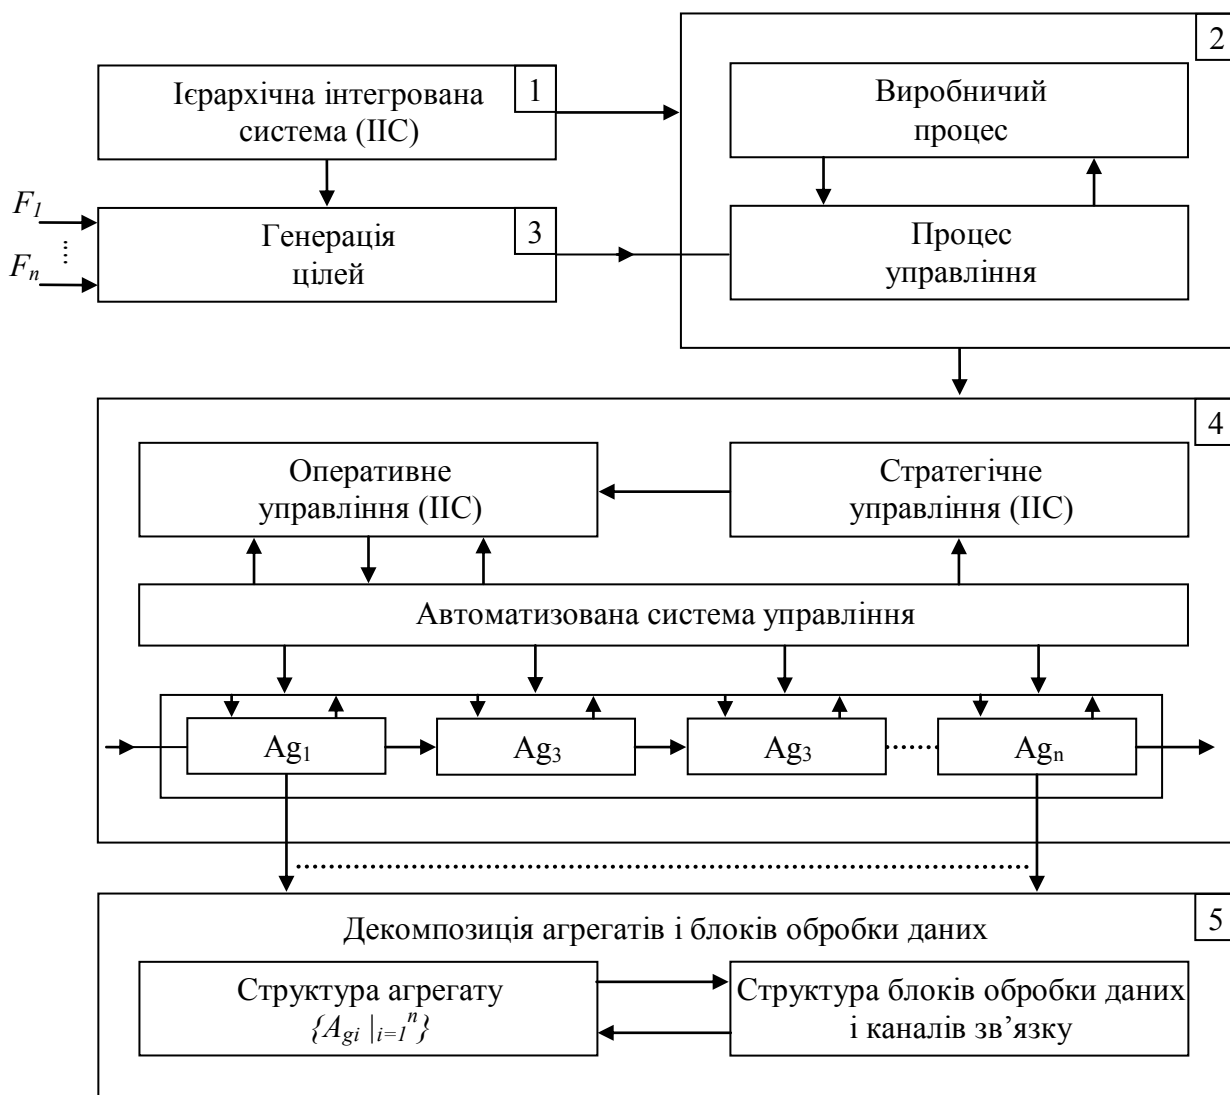 2
Ієрархічна інтегрована
система (ІІС)
1
Виробничий
процес
F1
Fn
Генерація
цілей
3
Процес
управління
4
Оперативне
управління (ІІС)
Стратегічне
управління (ІІС)
Автоматизована система управління
Ag1
Ag3
Ag3
Agn
5
Декомпозиція агрегатів і блоків обробки даних
Структура агрегату
{Agi |i=1n}
Структура блоків обробки даних
і каналів зв’язку